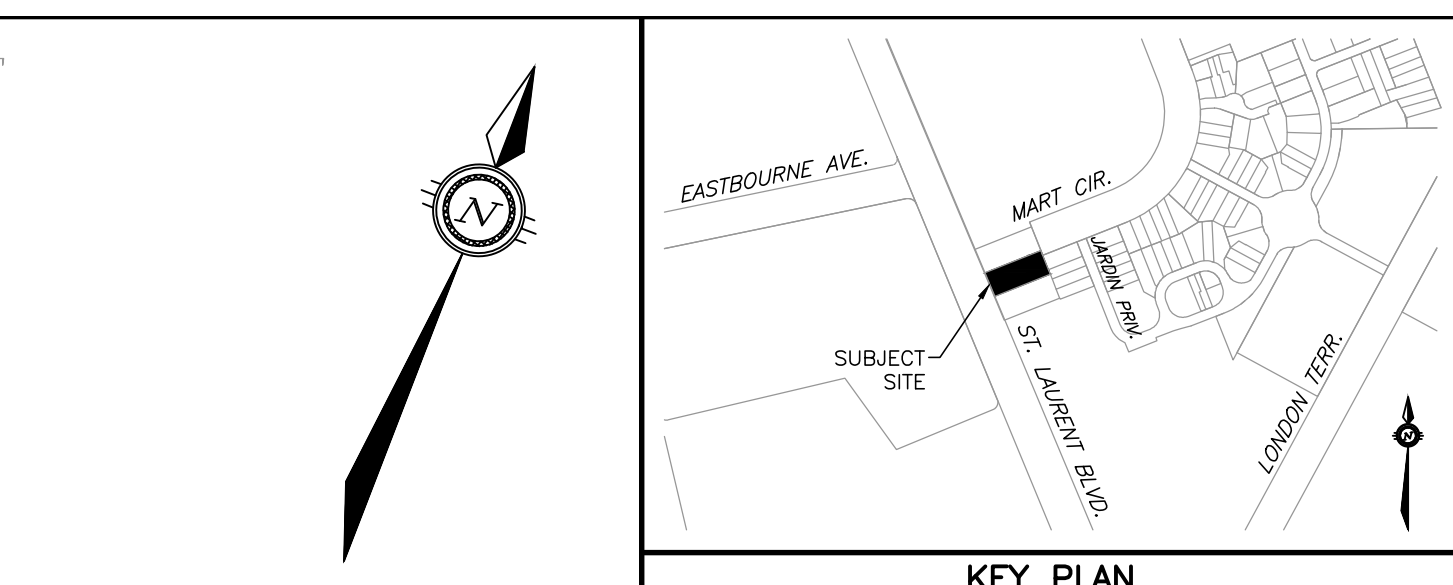 N
EASTBOURNE AVE.
MART CIR.
JARDIN PRIV.
SUBJECT
SITE
ST. LAURENT BLVD.
LONDON TERR.
N
KEY PLAN